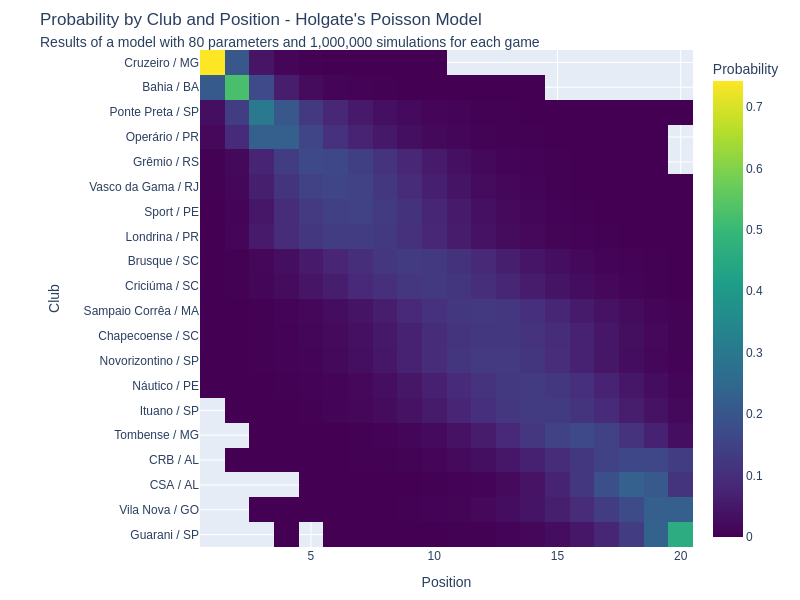 Probability by Club and Position - Holgate's Poisson Model
Results of a model with 80 parameters and 1,000,000 simulations for each game
Probability
Cruzeiro / MG
Bahia / BA
Ponte Preta / SP
Operário / PR
Grêmio / RS
Vasco da Gama / RJ
Sport / PE
Londrina / PR
Brusque / SC
Criciúma / SC
Sampaio Corrêa / MA
Chapecoense / SC
Novorizontino / SP
Náutico / PE
Ituano / SP
Tombense / MG
CRB / AL
CSA / AL
Vila Nova / GO
Guarani / SP
Club
5
10
15
20
Position
0.7
0.6
0.5
0.4
0.3
0.2
0.1
0